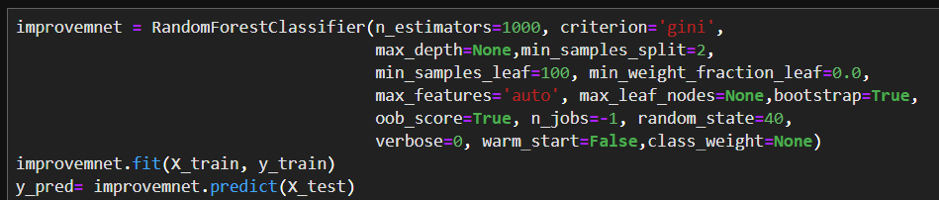 improvemnet = RandomForestClassifier(n_estimators=1000, criterion='gini',
max_depth=None,min_samples_split=2,
min_samples_leaf=100, min_weight_fraction_leaf=0.0,
max_features='auto', max_leaf_nodes=None,bootstrap=True,
oob_score=True, n_jobs=-1, random_state=40,
verbose=0, warm_start=False,class_weight=None)
improvemnet.fit(X_train, y_train)
y_pred= improvemnet.predict(X_test)